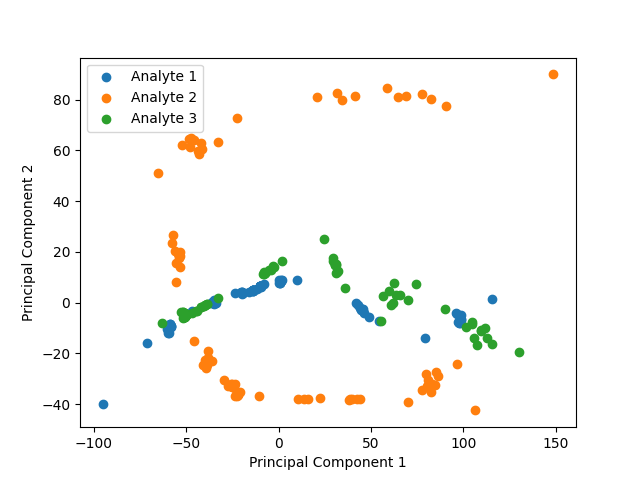 Analyte 1
Analyte 2
Analyte 3
80
60
40
20
0
−20
−40
Principal Component 2
−100
−50
0
50
100
150
Principal Component 1